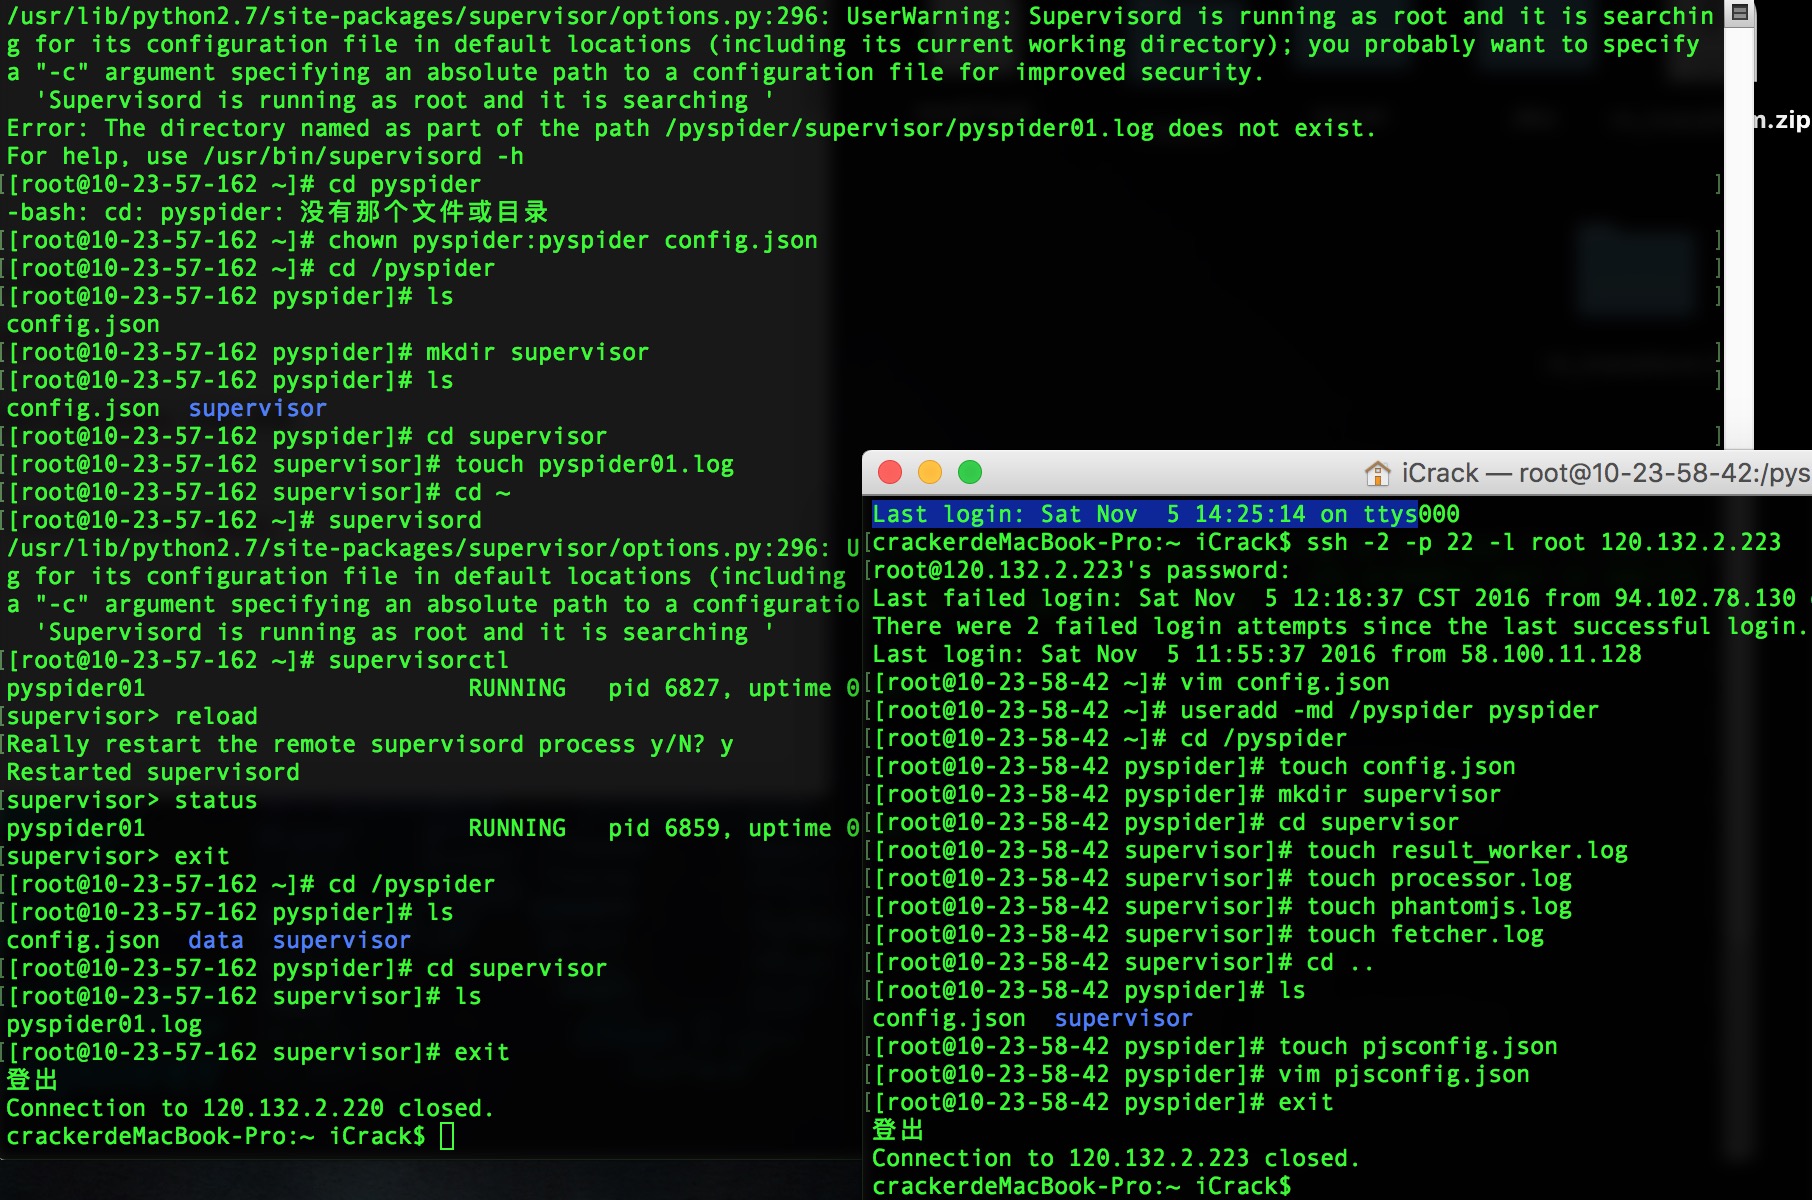 /usr/lib/python2.7/site-packages/supervisor/options.py:296: UserWarning: Supervisord is running as root and it is searchin
g for its configuration file in default locations (including its current working directory); you probably want to specify
a "-c" argument specifying an absolute path to a configuration file for improved security.
  'Supervisord is running as root and it is searching '
Error: The directory named as part of the path /pyspider/supervisor/pyspider01.log does not exist.
For help, use /usr/bin/supervisord -h
[[root@10-23-57-162 ~]# cd pyspider ]
-bash: cd: pyspider: 没有那个文件或目录
[[root@10-23-57-162 ~]# chown pyspider:pyspider config.json ]
[[root@10-23-57-162 ~]# cd /pyspider ]
[[root@10-23-57-162 pyspider]# ls ]
config.json
[[root@10-23-57-162 pyspider]# mkdir supervisor ]
[[root@10-23-57-162 pyspider]# ls ]
config.json  supervisor
[[root@10-23-57-162 pyspider]# cd supervisor ]
[[root@10-23-57-162 supervisor]# touch pyspider01.log
[[root@10-23-57-162 supervisor]# cd ~
[[root@10-23-57-162 ~]# supervisord
/usr/lib/python2.7/site-packages/supervisor/options.py:296: U
g for its configuration file in default locations (including
a "-c" argument specifying an absolute path to a configuratio
  'Supervisord is running as root and it is searching '
[[root@10-23-57-162 ~]# supervisorctl
pyspider01                       RUNNING   pid 6827, uptime 0
[supervisor> reload
[Really restart the remote supervisord process y/N? y
Restarted supervisord
[supervisor> status
pyspider01                       RUNNING   pid 6859, uptime 0
[supervisor> exit
[[root@10-23-57-162 ~]# cd /pyspider
[[root@10-23-57-162 pyspider]# ls
config.json  data  supervisor
[[root@10-23-57-162 pyspider]# cd supervisor
[[root@10-23-57-162 supervisor]# ls
pyspider01.log
[[root@10-23-57-162 supervisor]# exit
登出
Connection to 120.132.2.220 closed.
crackerdeMacBook-Pro:~ iCrack$
iCrack — root@10-23-58-42:/pys
Last login: Sat Nov  5 14:25:14 on ttys000
[crackerdeMacBook-Pro:~ iCrack$ ssh -2 -p 22 -l root 120.132.2.223
[root@120.132.2.223's password:
Last failed login: Sat Nov  5 12:18:37 CST 2016 from 94.102.78.130
There were 2 failed login attempts since the last successful login.
Last login: Sat Nov  5 11:55:37 2016 from 58.100.11.128
[[root@10-23-58-42 ~]# vim config.json
[[root@10-23-58-42 ~]# useradd -md /pyspider pyspider
[[root@10-23-58-42 ~]# cd /pyspider
[[root@10-23-58-42 pyspider]# touch config.json
[[root@10-23-58-42 pyspider]# mkdir supervisor
[[root@10-23-58-42 pyspider]# cd supervisor
[[root@10-23-58-42 supervisor]# touch result_worker.log
[[root@10-23-58-42 supervisor]# touch processor.log
[[root@10-23-58-42 supervisor]# touch phantomjs.log
[[root@10-23-58-42 supervisor]# touch fetcher.log
[[root@10-23-58-42 supervisor]# cd ..
[[root@10-23-58-42 pyspider]# ls
config.json  supervisor
[[root@10-23-58-42 pyspider]# touch pjsconfig.json
[[root@10-23-58-42 pyspider]# vim pjsconfig.json
[[root@10-23-58-42 pyspider]# exit
登出
Connection to 120.132.2.223 closed.
crackerdeMacBook-Pro:~ iCrack$
m.zip